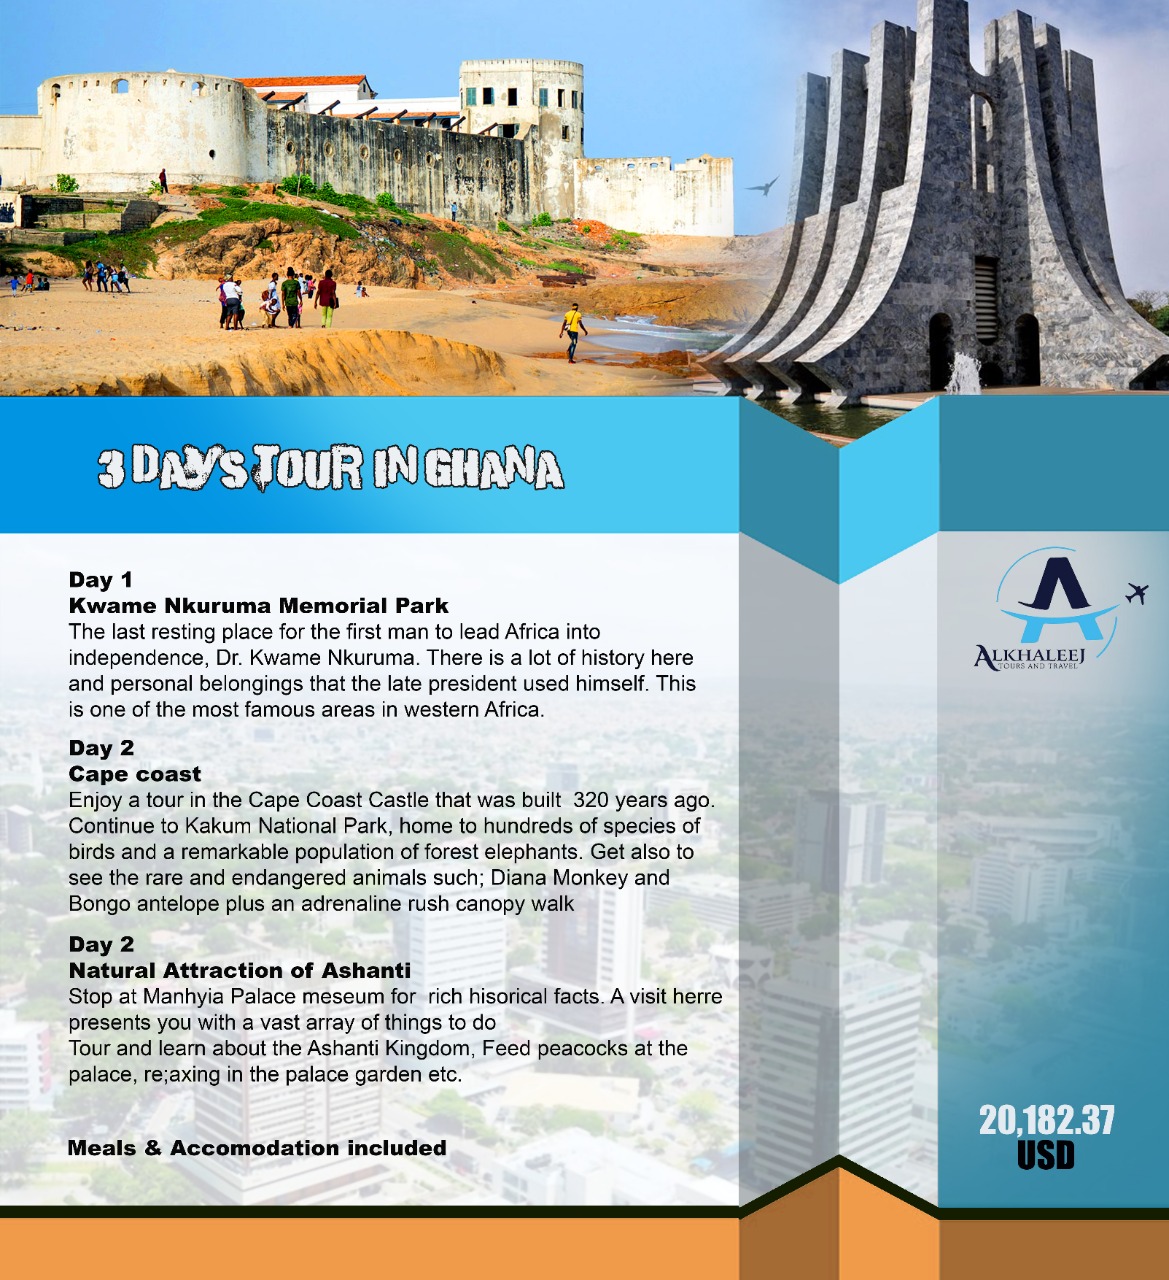 3 DAYS TOUR IN GHANA
Day 1
Kwame Nkuruma Memorial Park
The last resting place for the first man to lead Africa into
independence, Dr. Kwame Nkuruma. There is a lot of history here
and personal belongings that the late president used himself. This
is one of the most famous areas in western Africa.
Day 2
Cape coast
Enjoy a tour in the Cape Coast Castle that was built  320 years ago.
Continue to Kakum National Park, home to hundreds of species of
birds and a remarkable population of forest elephants. Get also to
see the rare and endangered animals such; Diana Monkey and
Bongo antelope plus an adrenaline rush canopy walk
Day 2
Natural Attraction of Ashanti
Stop at Manhyia Palace meseum for  rich hisorical facts. A visit herre
presents you with a vast array of things to do
Tour and learn about the Ashanti Kingdom, Feed peacocks at the
palace, re;axing in the palace garden etc.
Meals & Accomodation included
ALKHALEEJ
TOURS AND TRAVEL
20,182.37
USD